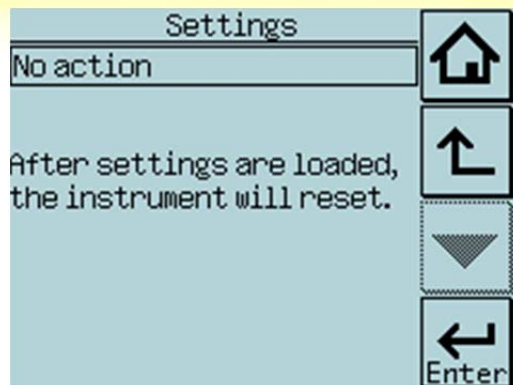 Settings
No action
After settings are loaded,
the instrument will reset.
Enter